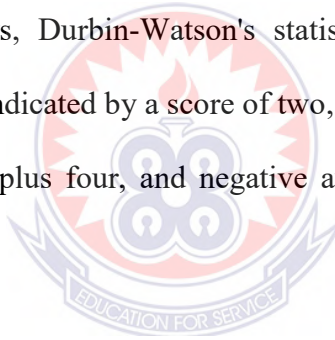 s, Durbin-Watson's statis
ndicated by a score of two,
plus four, and negative a
EDUCATION FOR SERVICE